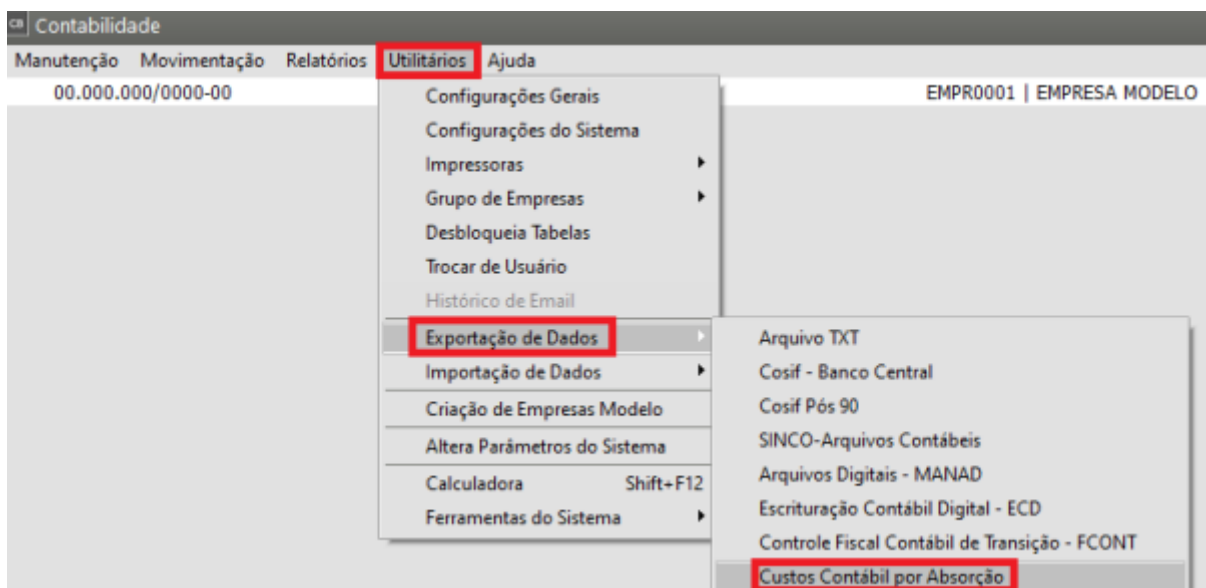 CB Contabilidade
Manutenção Movimentação Relatórios Utilitários Ajuda
00.000.000/0000-00 EMPR0001 | EMPRESA MODELO
Configurações Gerais
Configurações do Sistema
Impressoras
Grupo de Empresas
Desbloqueia Tabelas
Trocar de Usuário
Histórico de Email
Exportação de Dados
Importação de Dados
Criação de Empresas Modelo
Altera Parâmetros do Sistema
Calculadora Shift+F12
Ferramentas do Sistema
Arquivo TXT
Cosif - Banco Central
Cosif Pós 90
SINCO-Arquivos Contábeis
Arquivos Digitais - MANAD
Escrituração Contábil Digital - ECD
Controle Fiscal Contábil de Transição - FCONT
Custos Contábil por Absorção